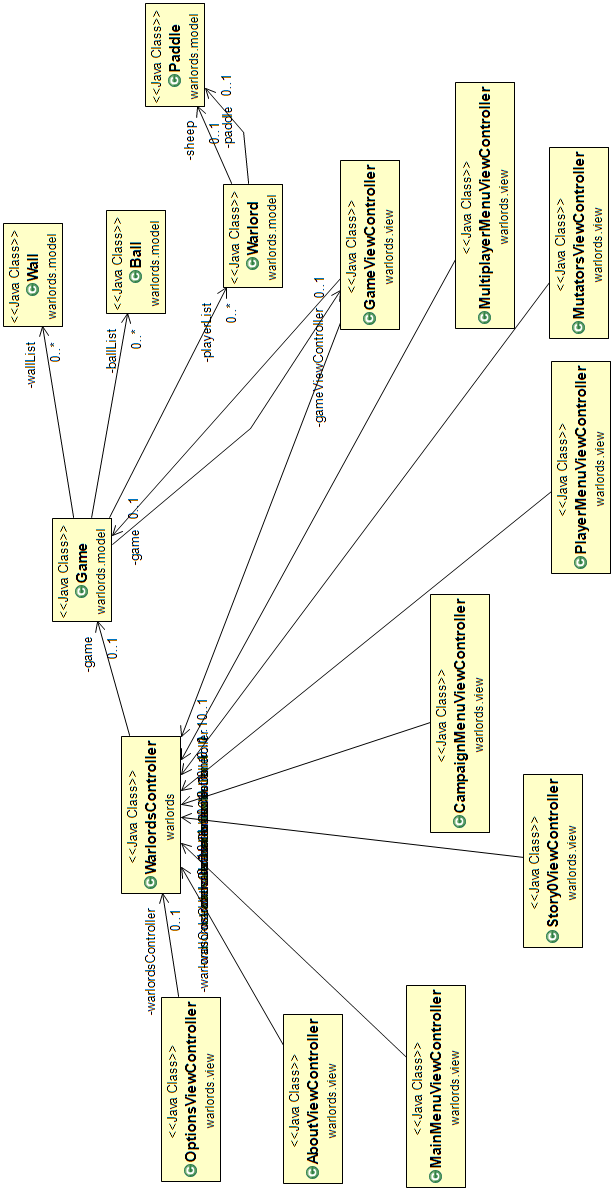 <<Java Class>>
Paddle
warlords.model
-sheep
0..1
-paddle
0..1
<<Java Class>>
Wall
warlords.model
<<Java Class>>
Ball
warlords.model
<<Java Class>>
Warlord
warlords.model
<<Java Class>>
GameViewController
warlords.view
<<Java Class>>
MultiplayerMenuViewController
warlords.view
<<Java Class>>
MutatorsViewController
warlords.view
-wallList
0..*
-ballList
0..*
-playerList
0..*
-gameViewController
0..1
<<Java Class>>
PlayerMenuViewController
warlords.view
<<Java Class>>
Game
warlords.model
-game
0..1
-game
0..1
<<Java Class>>
CampaignMenuViewController
warlords.view
<<Java Class>>
WarlordsController
warlords
<<Java Class>>
Story0ViewController
warlords.view
-warlordsController
0..1
0..1
<<Java Class>>
OptionsViewController
warlords.view
<<Java Class>>
AboutViewController
warlords.view
<<Java Class>>
MainMenuViewController
warlords.view